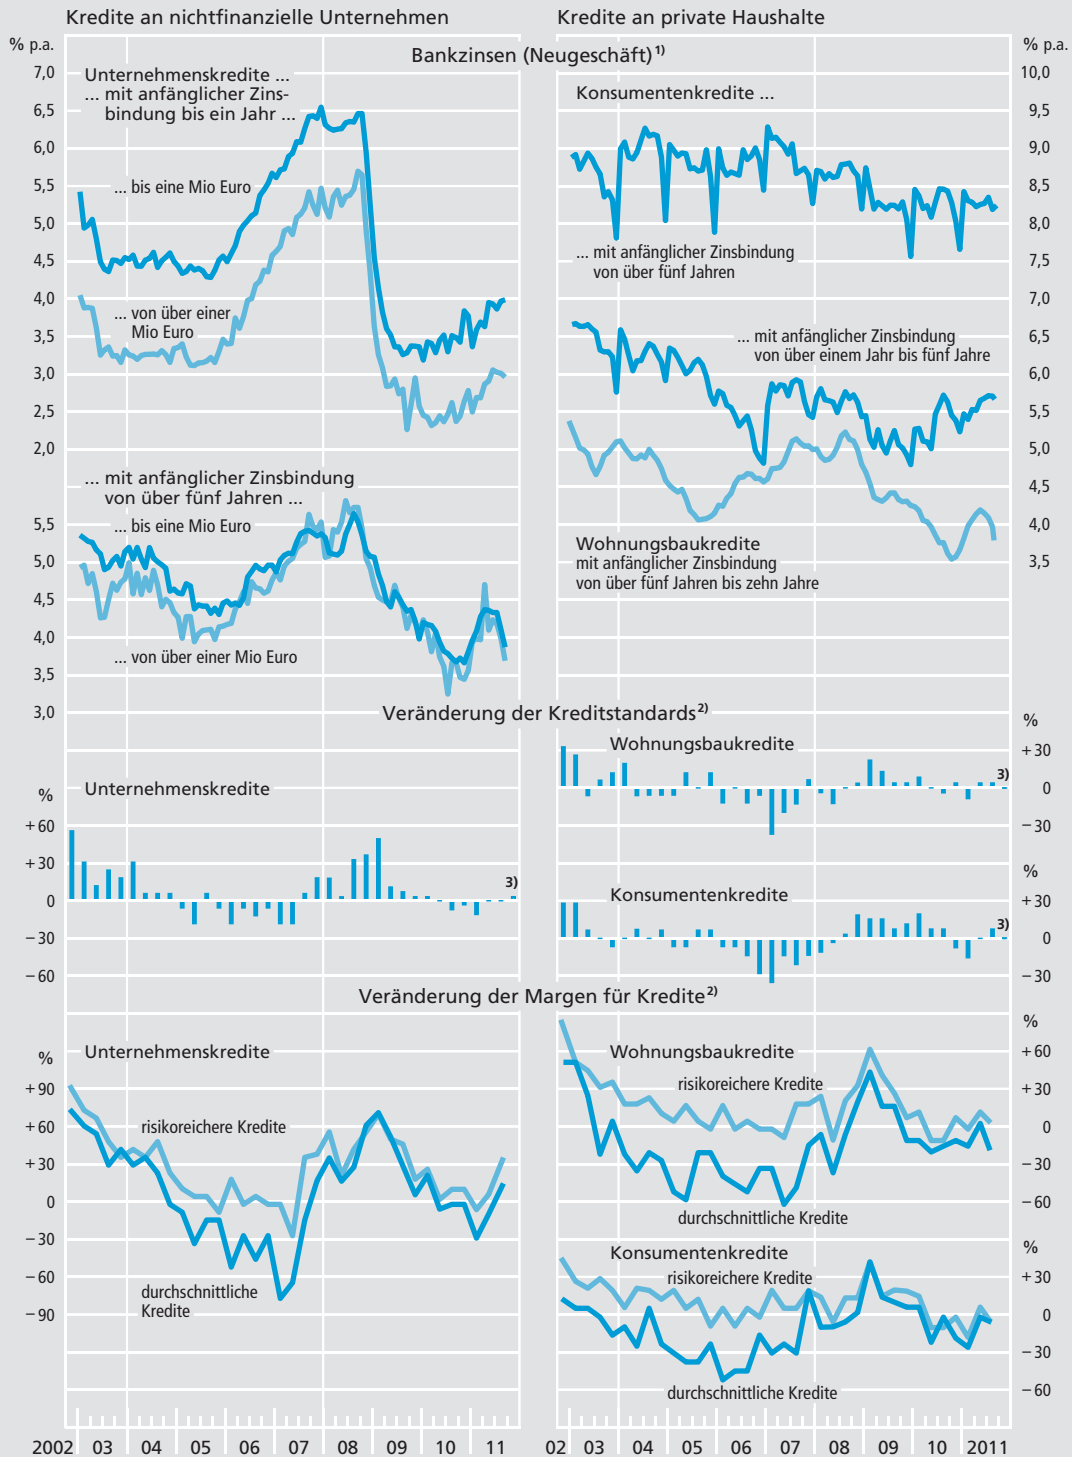 Kredite an nichtfinanzielle Unternehmen
Kredite an private Haushalte
Bankzinsen (Neugeschäft)¹⁾
% p.a.
7,0
6,5
6,0
5,5
5,0
4,5
4,0
3,5
3,0
2,5
2,0
Unternehmenskredite ...
... mit anfänglicher Zins-
bindung bis ein Jahr ...
... bis eine Mio Euro
... von über einer
Mio Euro
5,5
5,0
4,5
4,0
3,5
3,0
... mit anfänglicher Zinsbindung
von über fünf Jahren ...
... bis eine Mio Euro
... von über einer Mio Euro
% p.a.
10,0
9,5
9,0
8,5
8,0
7,5
7,0
6,5
6,0
5,5
5,0
4,5
4,0
3,5
Konsumentenkredite ...
... mit anfänglicher Zinsbindung
von über fünf Jahren
... mit anfänglicher Zinsbindung
von über einem Jahr bis fünf Jahre
Wohnungsbaukredite
mit anfänglicher Zinsbindung
von über fünf Jahren bis zehn Jahre
Veränderung der Kreditstandards²⁾
Unternehmenskredite
%
+60
+30
0
−30
−60
3)
Wohnungsbaukredite
%
+30
0
−30
3)
Konsumentenkredite
%
+30
0
−30
3)
Veränderung der Margen für Kredite²⁾
Unternehmenskredite
%
+90
+60
+30
0
−30
−60
−90
risikoreichere Kredite
durchschnittliche
Kredite
Wohnungsbaukredite
%
+60
+30
0
−30
−60
risikoreichere Kredite
durchschnittliche Kredite
Konsumentenkredite
%
+30
0
−30
−60
risikoreichere Kredite
durchschnittliche Kredite
2002 03 04 05 06 07 08 09 10 11
02 03 04 05 06 07 08 09 10 2011